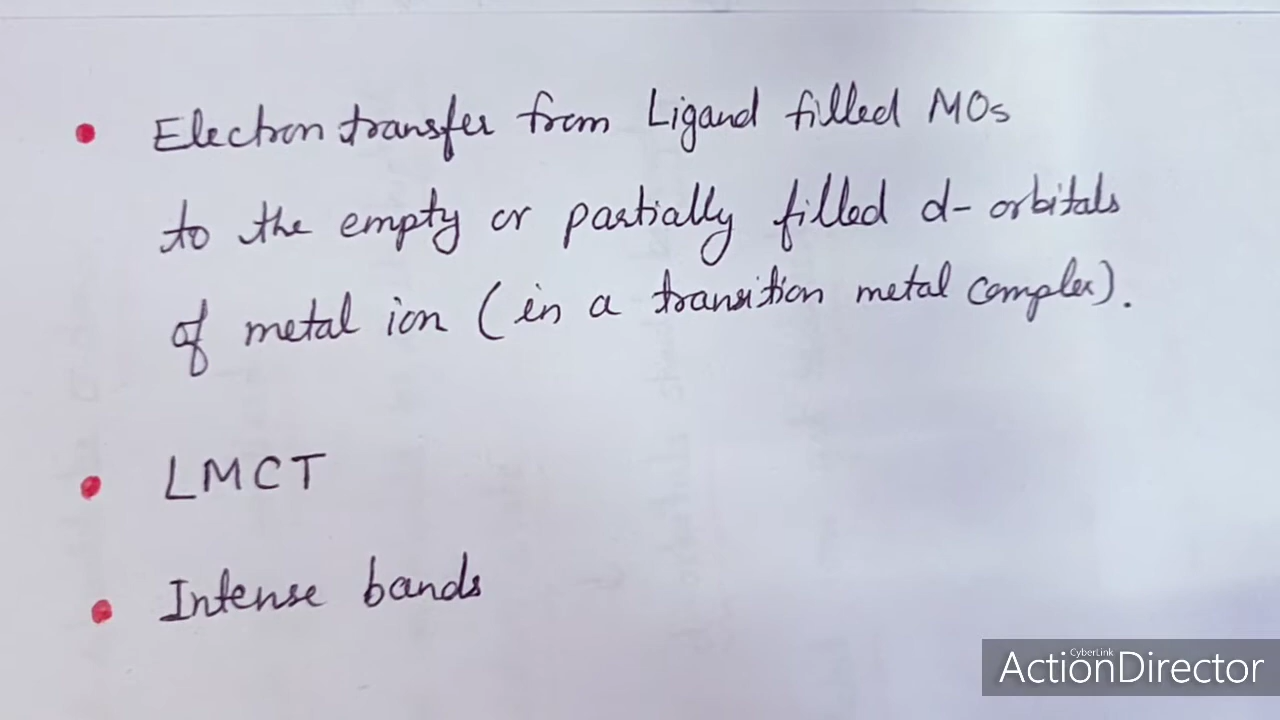 Electron transfer from Ligand filled MOs
to the empty or partially filled d-orbitals
of metal ion (in a transition metal complex).
LMCT
Intense bands
CyberLink
ActionDirector